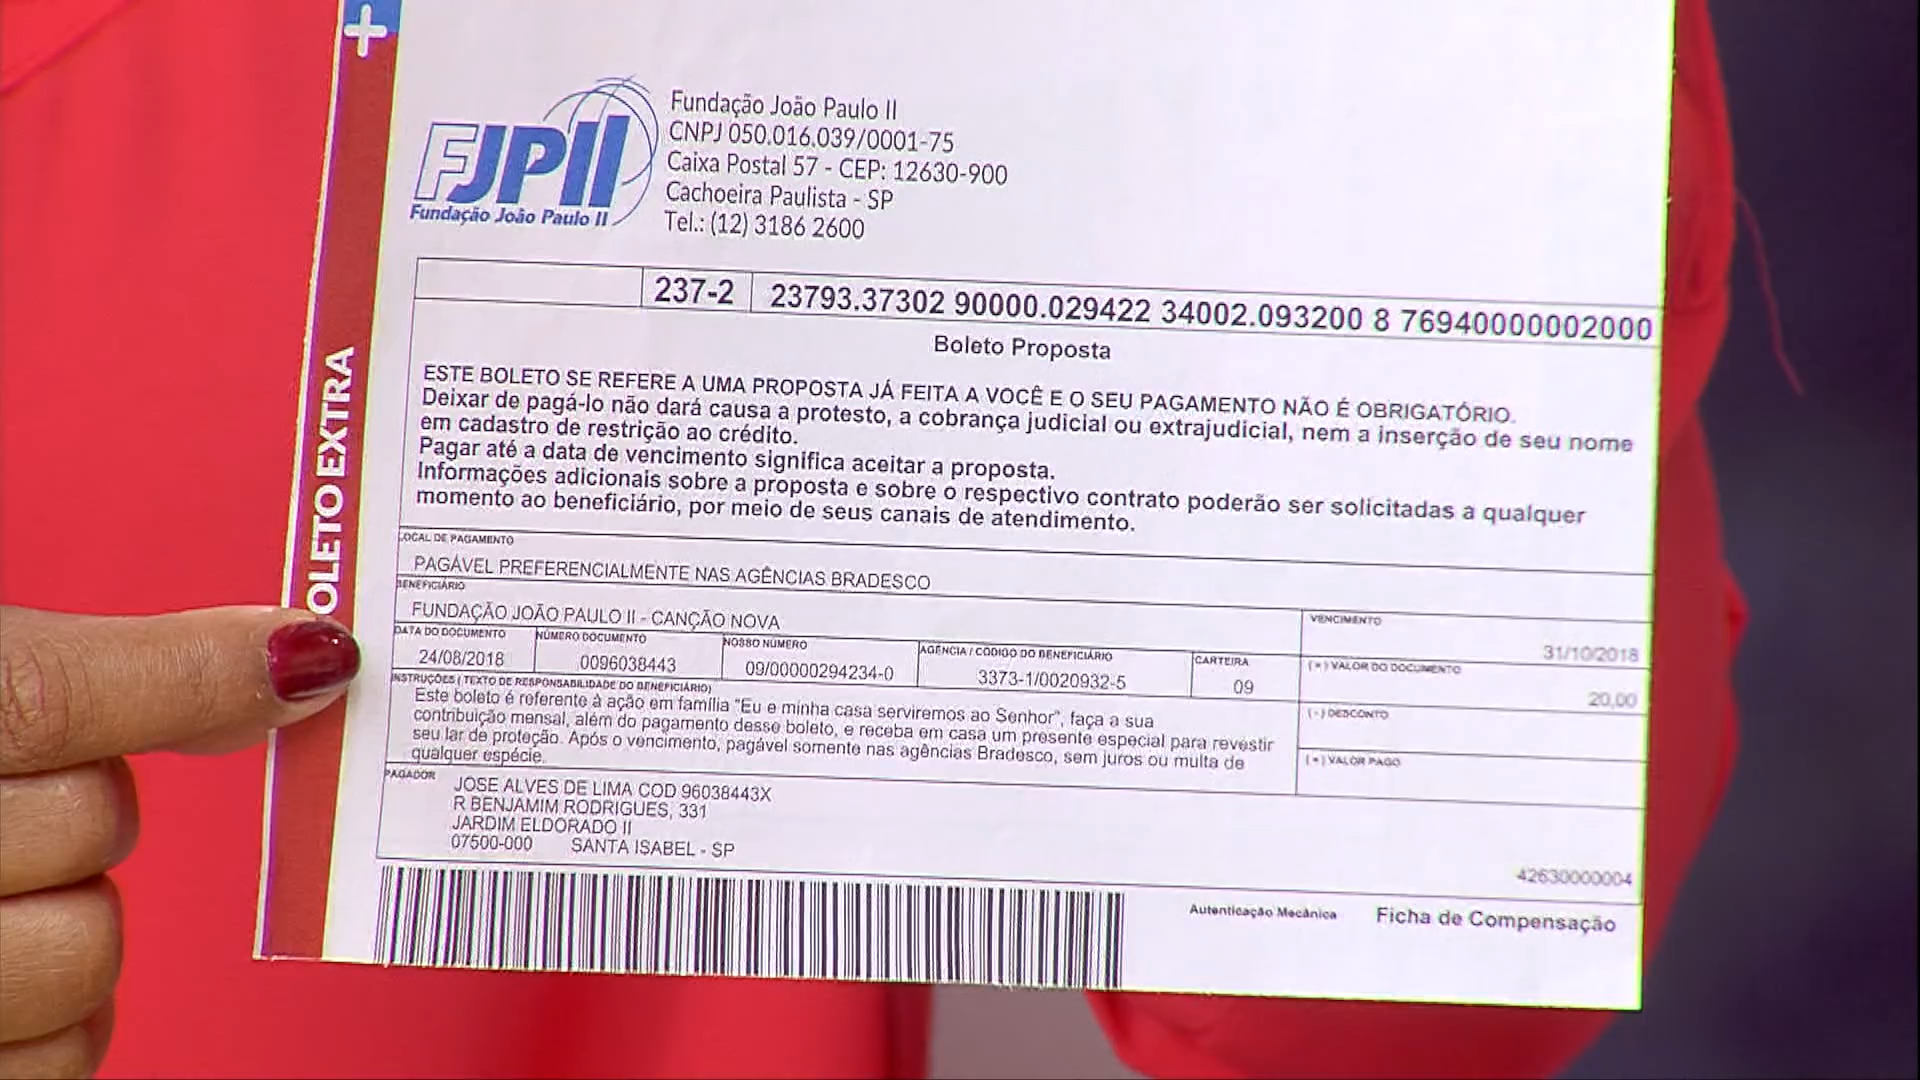 FJPII
Fundação João Paulo II
Fundação João Paulo II
CNPJ 050.016.039/0001-75
Caixa Postal 57 - CEP: 12630-900
Cachoeira Paulista - SP
Tel.: (12) 3186 2600
OLETO EXTRA
237-2 23793.37302 90000.029422 34002.093200 8 76940000002000
Boleto Proposta
ESTE BOLETO SE REFERE A UMA PROPOSTA JÁ FEITA A VOCÊ E O SEU PAGAMENTO NÃO É OBRIGATÓRIO.
Deixar de pagá-lo não dará causa a protesto, a cobrança judicial ou extrajudicial, nem a inserção de seu nome
em cadastro de restrição ao crédito.
Pagar até a data de vencimento significa aceitar a proposta.
Informações adicionais sobre a proposta e sobre o respectivo contrato poderão ser solicitadas a qualquer
momento ao beneficiário, por meio de seus canais de atendimento.
LOCAL DE PAGAMENTO
PAGÁVEL PREFERENCIALMENTE NAS AGÊNCIAS BRADESCO
BENEFICIÁRIO
FUNDAÇÃO JOÃO PAULO II - CANÇÃO NOVA
VENCIMENTO
31/10/2018
DATA DO DOCUMENTO
24/08/2018
NÚMERO DOCUMENTO
0096038443
NOSSO NÚMERO
09/00000294234-0
AGÊNCIA / CÓDIGO DO BENEFICIÁRIO
3373-1/0020932-5
CARTEIRA
09
(=) VALOR DO DOCUMENTO
20,00
INSTRUÇÕES ( TEXTO DE RESPONSABILIDADE DO BENEFICIÁRIO)
Este boleto é referente à ação em família "Eu e minha casa serviremos ao Senhor", faça a sua
contribuição mensal, além do pagamento desse boleto, e receba em casa um presente especial para revestir
seu lar de proteção. Após o vencimento, pagável somente nas agências Bradesco, sem juros ou multa de
qualquer espécie.
(-) DESCONTO
(=) VALOR PAGO
PAGADOR
JOSE ALVES DE LIMA COD 96038443X
R BENJAMIM RODRIGUES, 331
JARDIM ELDORADO II
07500-000 SANTA ISABEL - SP
42630000004
Autenticação Mecânica Ficha de Compensação